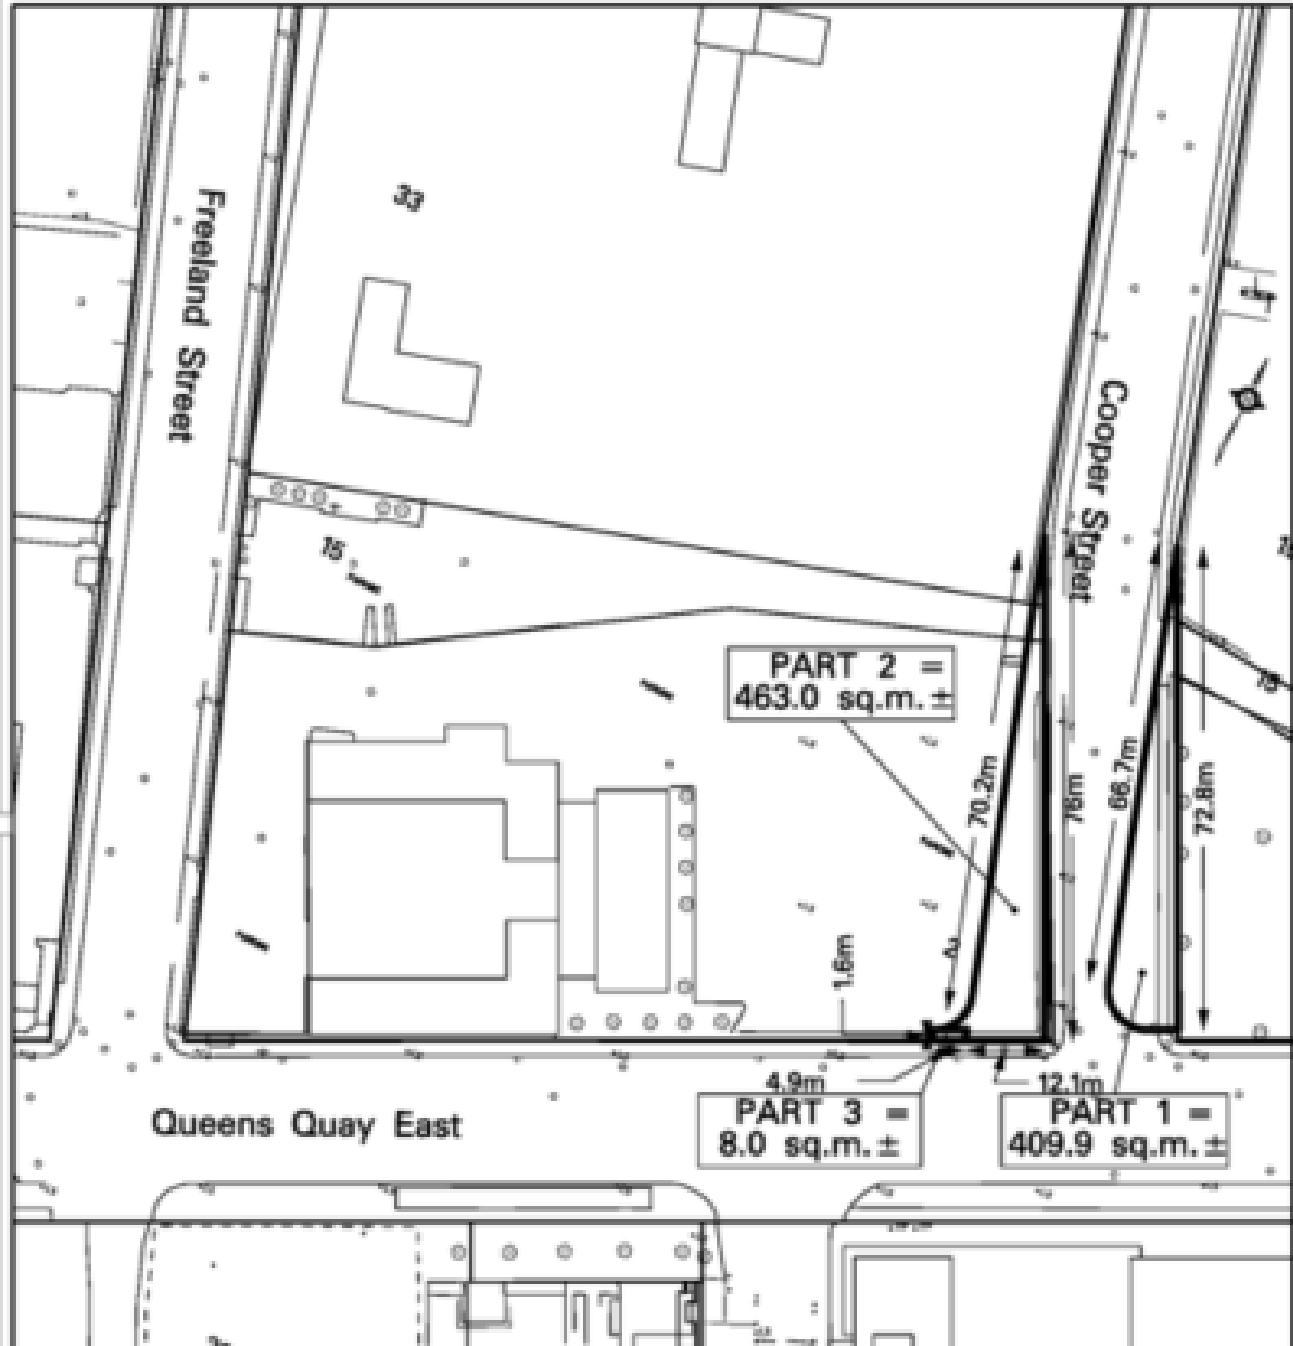 33
Freeland Street
Cooper Street
15
15
PART 2 =
463.0 sq.m.±
70.2m
76m
66.7m
72.8m
1.6m
4.9m
12.1m
PART 3 =
8.0 sq.m.±
PART 1 =
409.9 sq.m.±
Queens Quay East